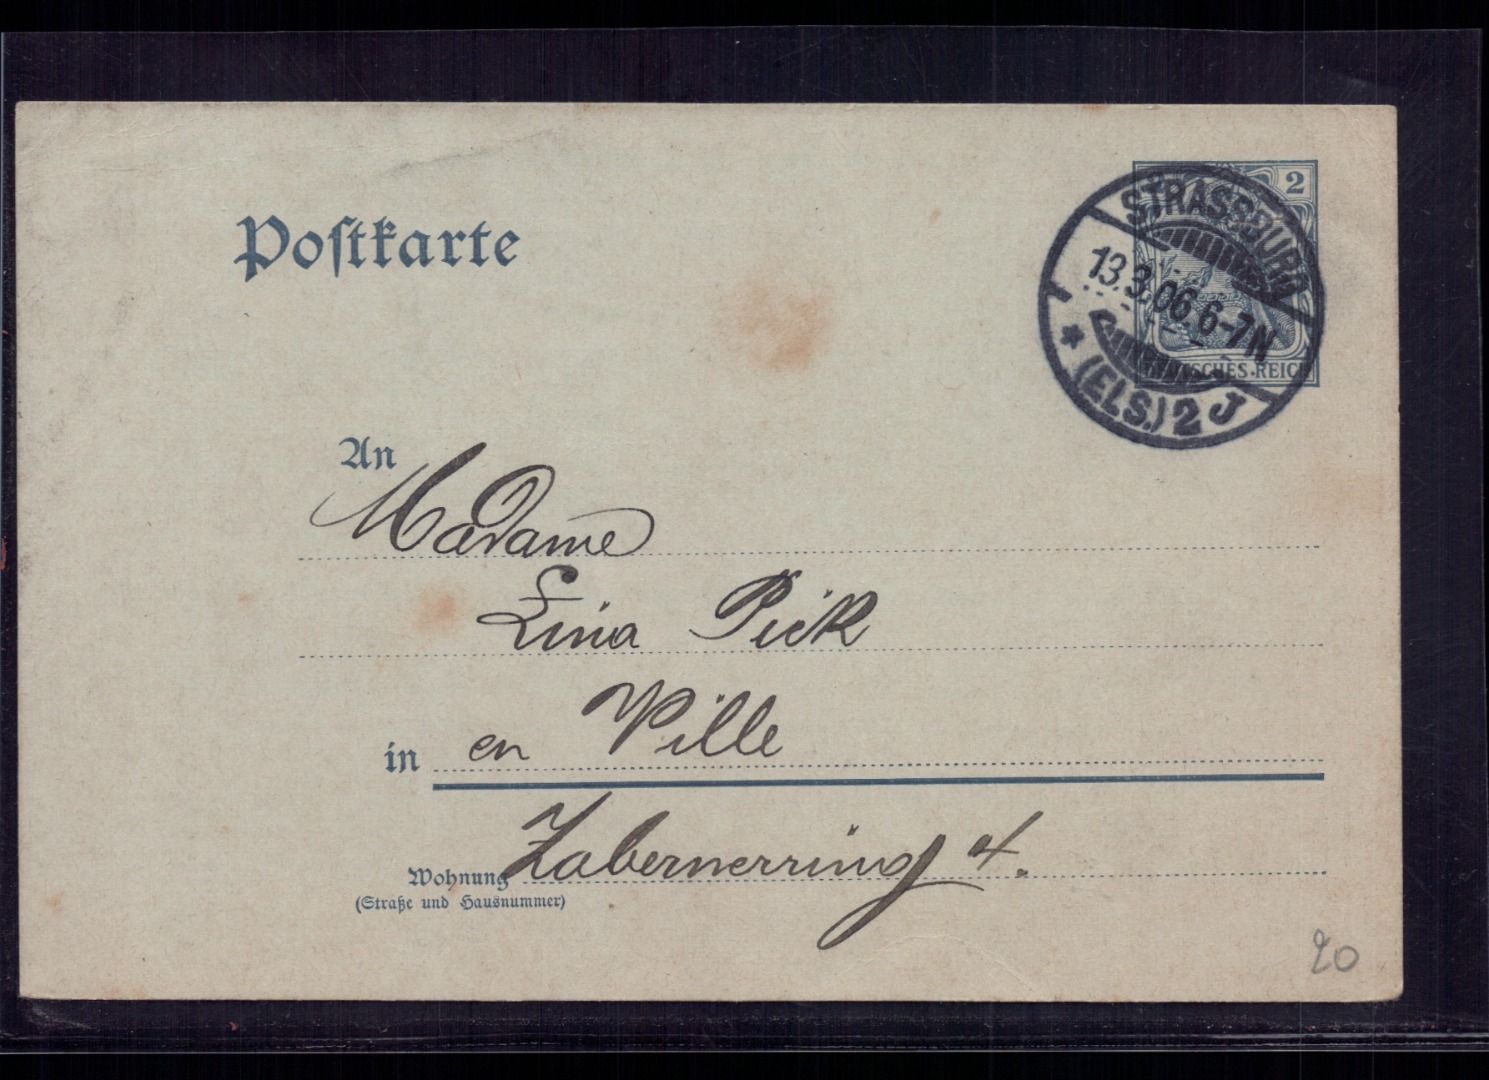 Postkarte
2
STRASSBURG
13.3.06 6-7N
* (ELS.) 2 J
DEUTSCHES REICH
An
Madame
Lina Pick
in en Ville
Wohnung Zabernerring 4.
(Straße und Hausnummer)
20